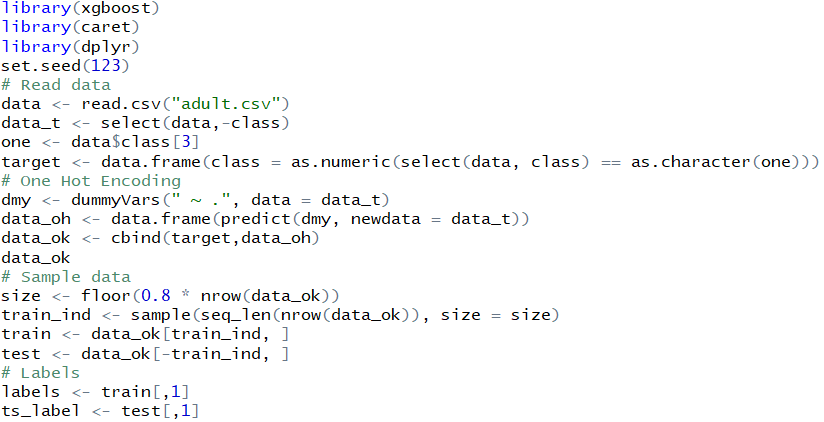 library(xgboost)
library(caret)
library(dplyr)
set.seed(123)
# Read data
data <- read.csv("adult.csv")
data_t <- select(data,-class)
one <- data$class[3]
target <- data.frame(class = as.numeric(select(data, class) == as.character(one)))
# One Hot Encoding
dmy <- dummyVars(" ~ .", data = data_t)
data_oh <- data.frame(predict(dmy, newdata = data_t))
data_ok <- cbind(target,data_oh)
data_ok
# Sample data
size <- floor(0.8 * nrow(data_ok))
train_ind <- sample(seq_len(nrow(data_ok)), size = size)
train <- data_ok[train_ind, ]
test <- data_ok[-train_ind, ]
# Labels
labels <- train[,1]
ts_label <- test[,1]